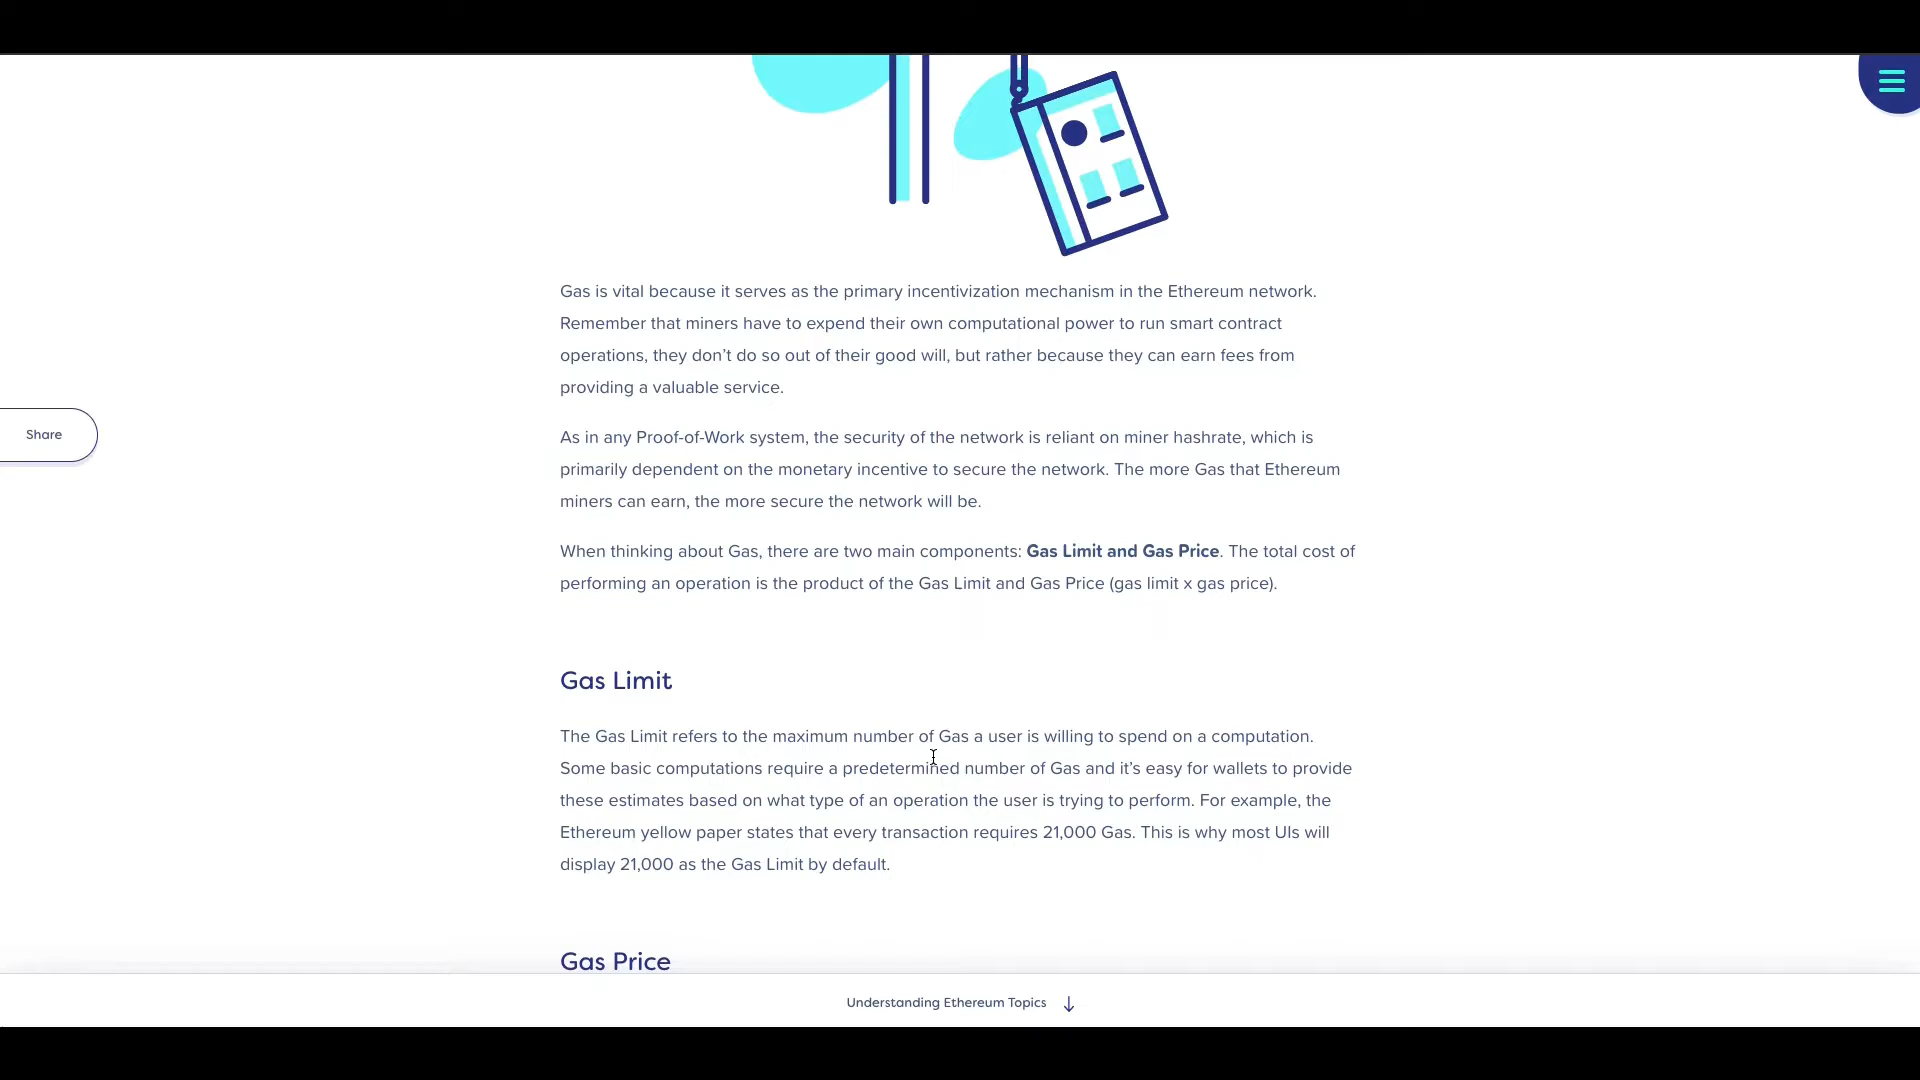 Gas is vital because it serves as the primary incentivization mechanism in the Ethereum network.
Remember that miners have to expend their own computational power to run smart contract
operations, they don’t do so out of their good will, but rather because they can earn fees from
providing a valuable service.
Share
As in any Proof-of-Work system, the security of the network is reliant on miner hashrate, which is
primarily dependent on the monetary incentive to secure the network. The more Gas that Ethereum
miners can earn, the more secure the network will be.
When thinking about Gas, there are two main components: Gas Limit and Gas Price. The total cost of
performing an operation is the product of the Gas Limit and Gas Price (gas limit x gas price).
Gas Limit
The Gas Limit refers to the maximum number of Gas a user is willing to spend on a computation.
Some basic computations require a predetermined number of Gas and it’s easy for wallets to provide
these estimates based on what type of an operation the user is trying to perform. For example, the
Ethereum yellow paper states that every transaction requires 21,000 Gas. This is why most UIs will
display 21,000 as the Gas Limit by default.
Gas Price
Understanding Ethereum Topics